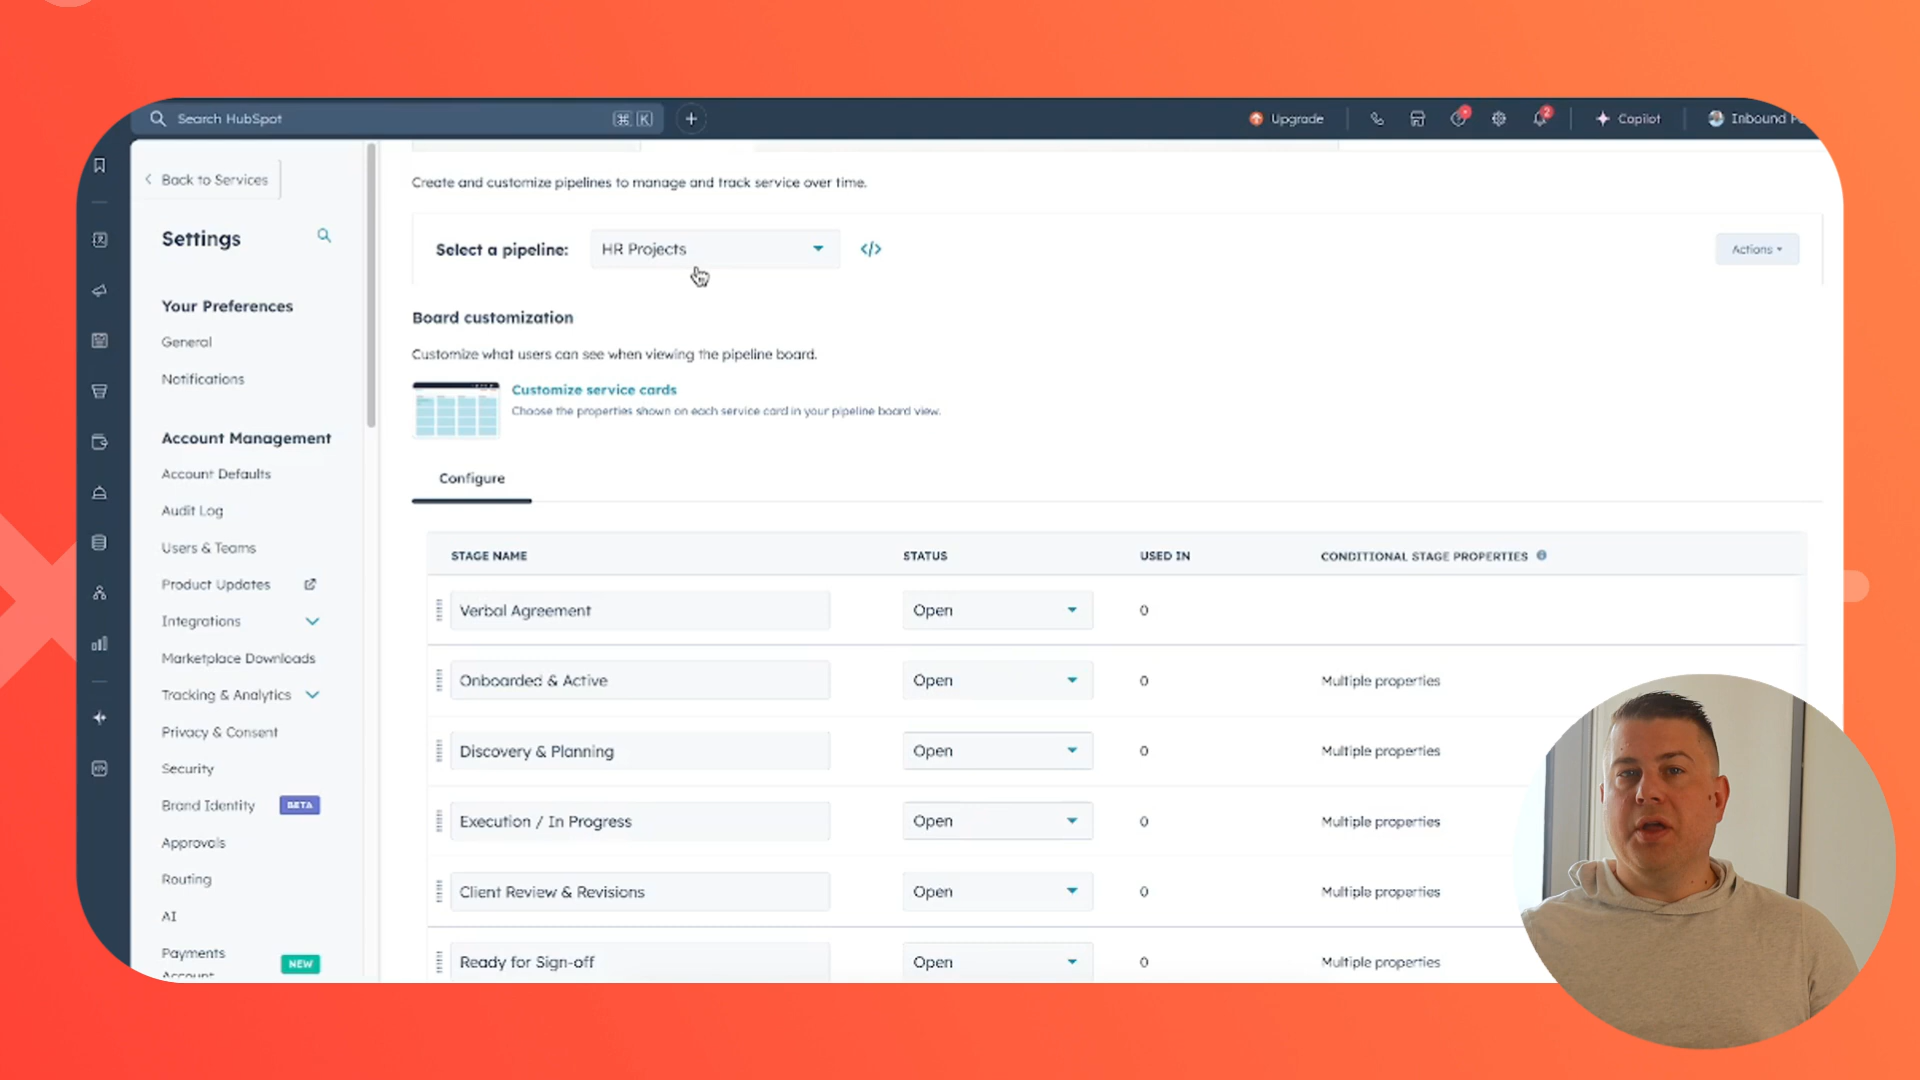 Search HubSpot
⌘ K
+
Upgrade
2
Copilot
Inbound
Back to Services
Settings
Your Preferences
General
Notifications
Account Management
Account Defaults
Audit Log
Users & Teams
Product Updates
Integrations
Marketplace Downloads
Tracking & Analytics
Privacy & Consent
Security
Brand Identity BETA
Approvals
Routing
AI
Payments
Account NEW
Create and customize pipelines to manage and track service over time.
Select a pipeline: HR Projects </> Actions
Board customization
Customize what users can see when viewing the pipeline board.
Customize service cards
Choose the properties shown on each service card in your pipeline board view.
Configure
STAGE NAME STATUS USED IN CONDITIONAL STAGE PROPERTIES
Verbal Agreement Open 0
Onboarded & Active Open 0 Multiple properties
Discovery & Planning Open 0 Multiple properties
Execution / In Progress Open 0 Multiple properties
Client Review & Revisions Open 0 Multiple properties
Ready for Sign-off Open 0 Multiple properties